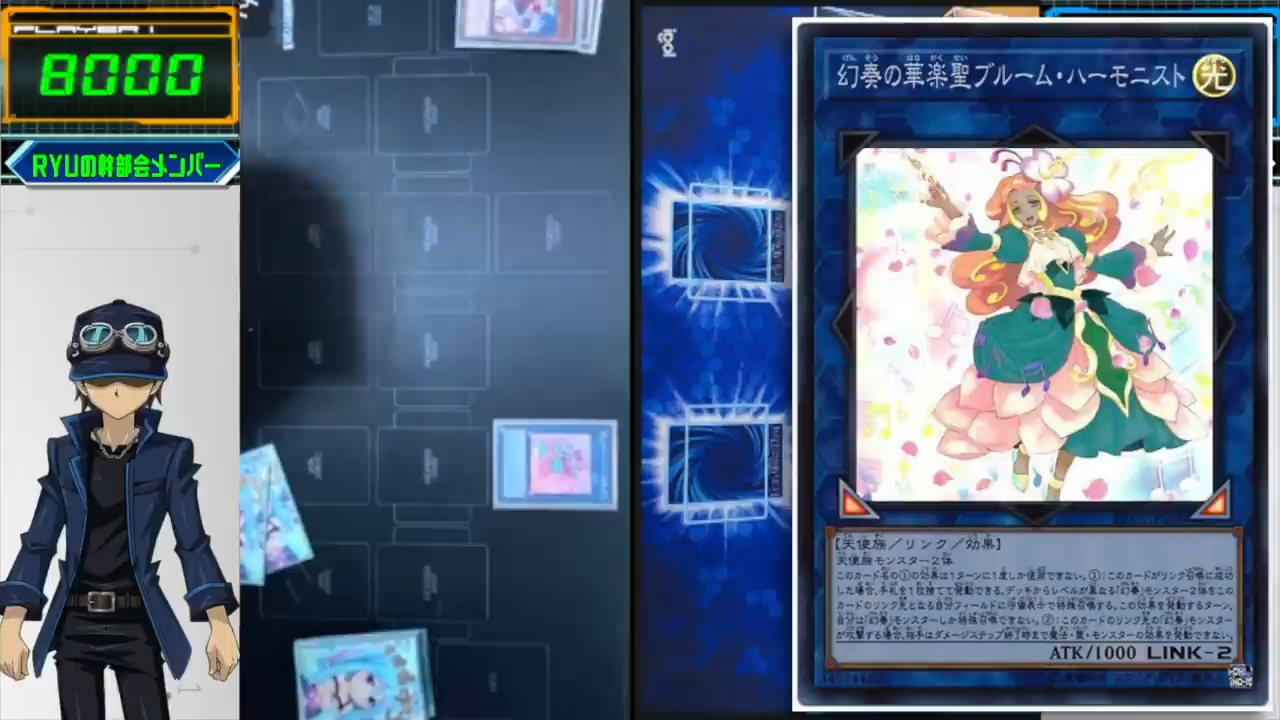 PLAYER 1
8000
RYUの幹部会メンバー
幻奏の華楽聖ブルーム・ハーモニスト
光
【天使族／リンク／効果】
天使族モンスター2体
このカード名の①の効果は1ターンに1度しか使用できない。①：このカードがリンク召喚に成功
した場合、手札を1枚捨てて発動できる。デッキからレベルが異なる「幻奏」モンスター2体をこの
カードのリンク先となる自分フィールドに守備表示で特殊召喚する。この効果を発動するターン、
自分は「幻奏」モンスターしか特殊召喚できない。②：このカードのリンク先の「幻奏」モンスター
が攻撃する場合、相手はダメージステップ終了時まで魔法・罠・モンスターの効果を発動できない。
ATK/1000 LINK-2